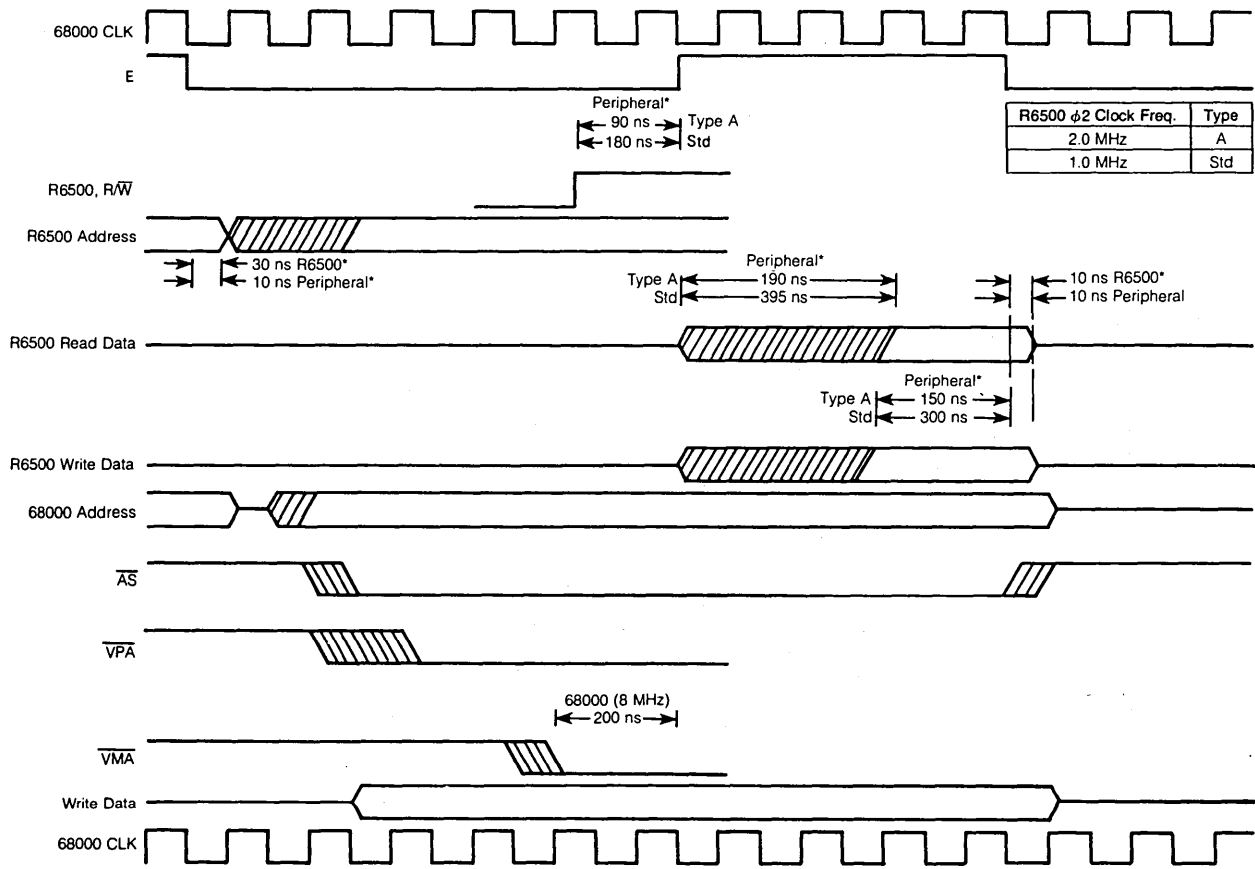 68000 CLK
E
Peripheral*
90 ns Type A
180 ns Std
R6500 ϕ2 Clock Freq. Type
2.0 MHz A
1.0 MHz Std
R6500, R/W̅
R6500 Address
30 ns R6500*
10 ns Peripheral*
Peripheral*
Type A 190 ns
Std 395 ns
10 ns R6500*
10 ns Peripheral
R6500 Read Data
Peripheral*
Type A 150 ns
Std 300 ns
R6500 Write Data
68000 Address
A̅S̅
V̅P̅A̅
68000 (8 MHz)
200 ns
V̅M̅A̅
Write Data
68000 CLK